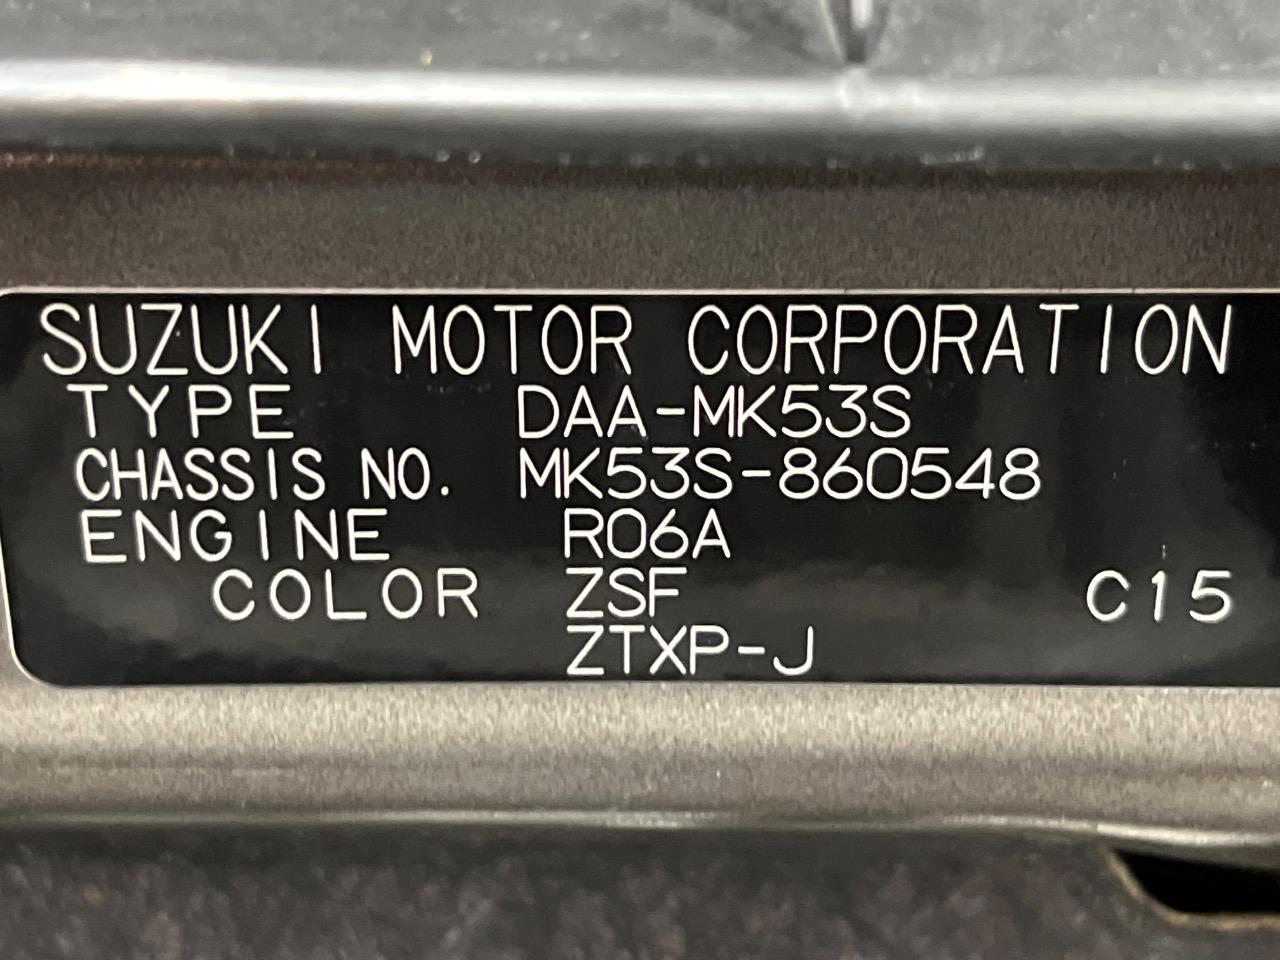 SUZUKI MOTOR CORPORATION
TYPE DAA-MK53S
CHASSIS NO. MK53S-860548
ENGINE R06A
COLOR ZSF C15
ZTXP-J